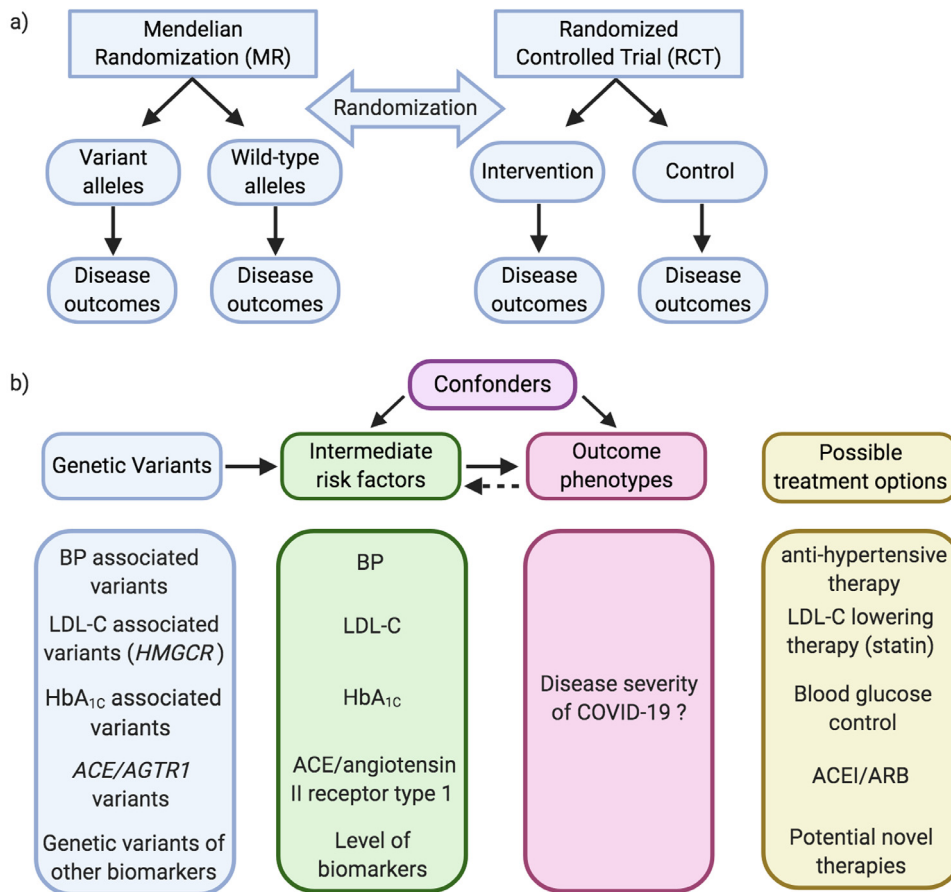 a)
Mendelian
Randomization (MR)
Randomized
Controlled Trial (RCT)
Randomization
Variant
alleles
Wild-type
alleles
Intervention
Control
Disease
outcomes
Disease
outcomes
Disease
outcomes
Disease
outcomes
b)
Confonders
Genetic Variants
Intermediate
risk factors
Outcome
phenotypes
Possible
treatment options
BP associated
variants
LDL-C associated
variants (HMGCR)
HbA1C associated
variants
ACE/AGTR1
variants
Genetic variants of
other biomarkers
BP
LDL-C
HbA1C
ACE/angiotensin
II receptor type 1
Level of
biomarkers
Disease severity
of COVID-19 ?
anti-hypertensive
therapy
LDL-C lowering
therapy (statin)
Blood glucose
control
ACEI/ARB
Potential novel
therapies